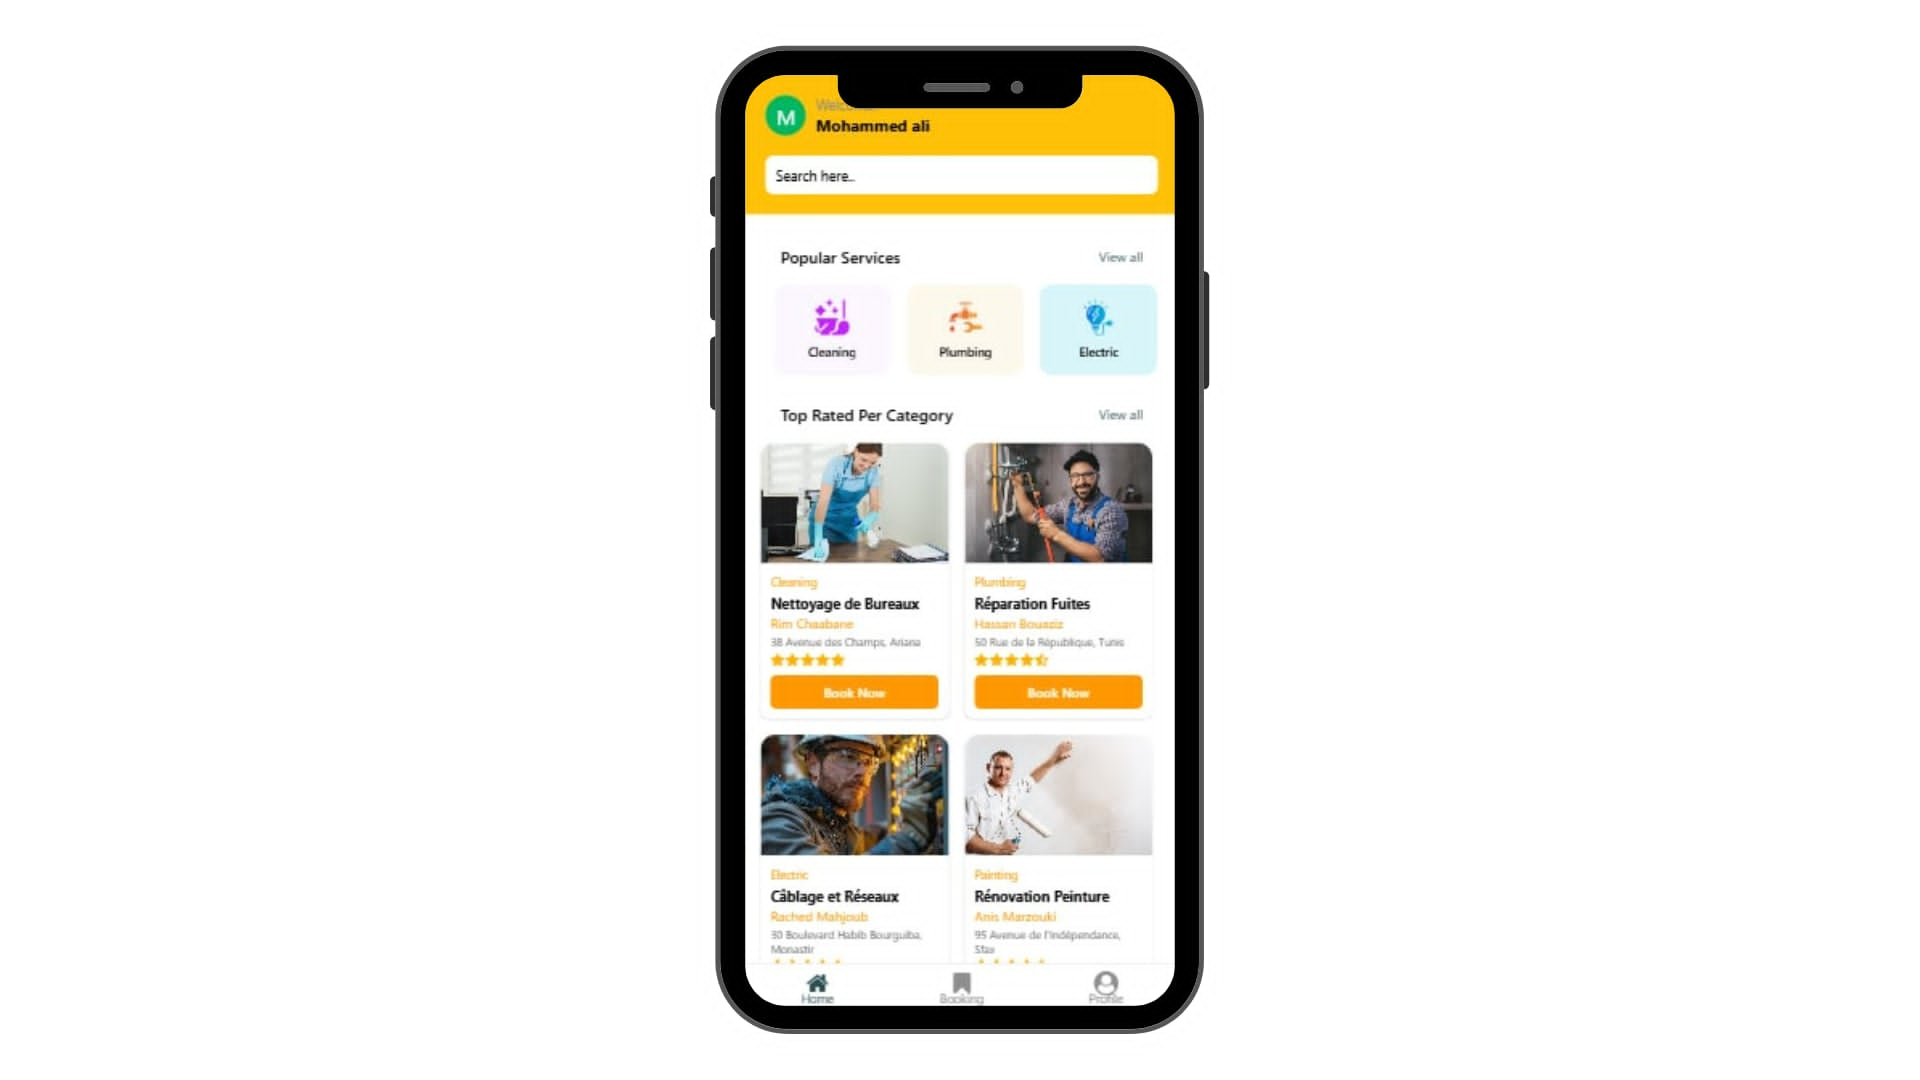 M
Mohammed ali
Search here..
Popular Services
View all
Cleaning
Plumbing
Electric
Top Rated Per Category
View all
Cleaning
Nettoyage de Bureaux
Rim Chaabane
38 Avenue des Champs, Ariana
Book Now
Plumbing
Réparation Fuites
Hassan Bouaziz
50 Rue de la République, Tunis
Book Now
Electric
Câblage et Réseaux
Rached Mahjoub
30 Boulevard Habib Bourguiba,
Monastir
Painting
Rénovation Peinture
Anis Marzouki
95 Avenue de l'Indépendance,
Sfax
Home
Booking
Profile